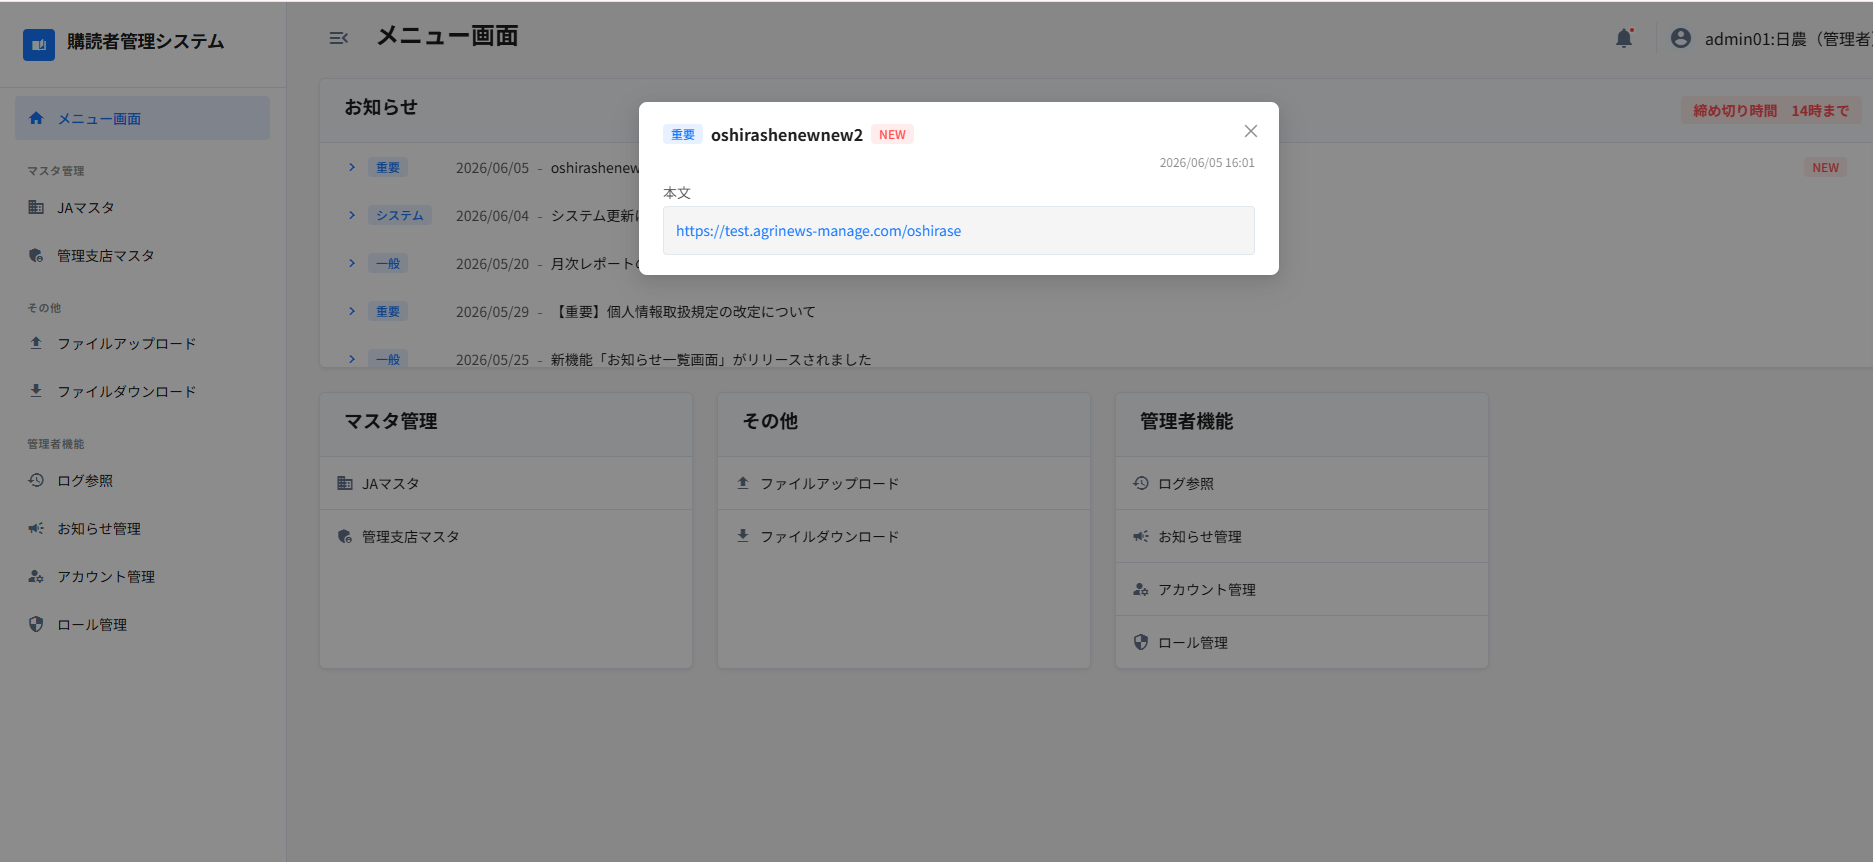 購読者管理システム
メニュー画面
マスタ管理
JAマスタ
管理支店マスタ
その他
ファイルアップロード
ファイルダウンロード
管理者機能
ログ参照
お知らせ管理
アカウント管理
ロール管理
メニュー画面
admin01:日農（管理者
お知らせ
締め切り時間　14時まで
重要 2026/06/05 - oshirashenew
NEW
システム 2026/06/04 - システム更新
一般 2026/05/20 - 月次レポート
重要 2026/05/29 - 【重要】個人情報取扱規定の改定について
一般 2026/05/25 - 新機能「お知らせ一覧画面」がリリースされました
重要 oshirashenewnew2 NEW
2026/06/05 16:01
本文
https://test.agrinews-manage.com/oshirase
マスタ管理
JAマスタ
管理支店マスタ
その他
ファイルアップロード
ファイルダウンロード
管理者機能
ログ参照
お知らせ管理
アカウント管理
ロール管理